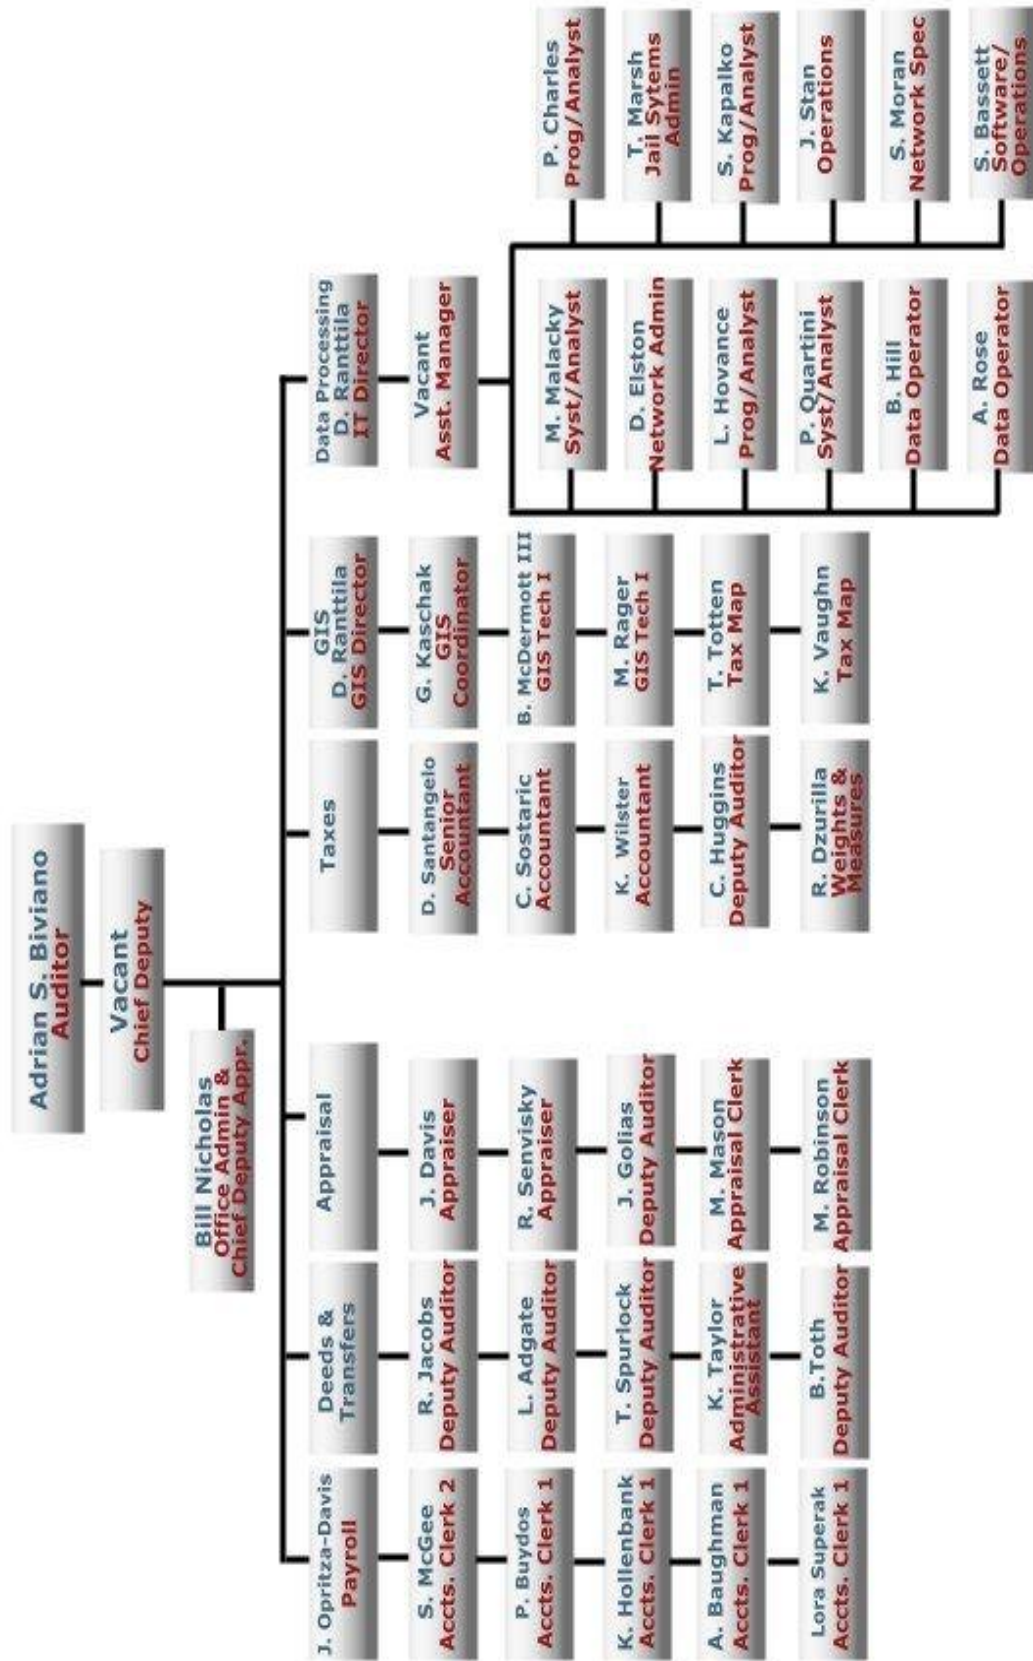 Adrian S. Biviano
Auditor
Vacant
Chief Deputy
Bill Nicholas
Office Admin &
Chief Deputy Appr.
J. Opritza-Davis
Payroll
S. McGee
Accts. Clerk 2
P. Buydos
Accts. Clerk 1
K. Hollenbank
Accts. Clerk 1
A. Baughman
Accts. Clerk 1
Lora Superak
Accts. Clerk 1
Deeds &
Transfers
R. Jacobs
Deputy Auditor
L. Adgate
Deputy Auditor
T. Spurlock
Deputy Auditor
K. Taylor
Administrative
Assistant
B.Toth
Deputy Auditor
Appraisal
J. Davis
Appraiser
R. Senvisky
Appraiser
J. Golias
Deputy Auditor
M. Mason
Appraisal Clerk
M. Robinson
Appraisal Clerk
Taxes
D. Santangelo
Senior
Accountant
C. Sostaric
Accountant
K. Wilster
Accountant
C. Huggins
Deputy Auditor
R. Dzurilla
Weights &
Measures
GIS
D. Ranttila
GIS Director
G. Kaschak
GIS
Coordinator
B. McDermott III
GIS Tech I
M. Rager
GIS Tech I
T. Totten
Tax Map
K. Vaughn
Tax Map
Data Processing
D. Ranttila
IT Director
Vacant
Asst. Manager
M. Malacky
Syst/Analyst
D. Elston
Network Admin
L. Hovance
Prog/Analyst
P. Quartini
Syst/Analyst
B. Hill
Data Operator
A. Rose
Data Operator
P. Charles
Prog/Analyst
T. Marsh
Jail Sytems
Admin
S. Kapalko
Prog/Analyst
J. Stan
Operations
S. Moran
Network Spec
S. Bassett
Software/
Operations